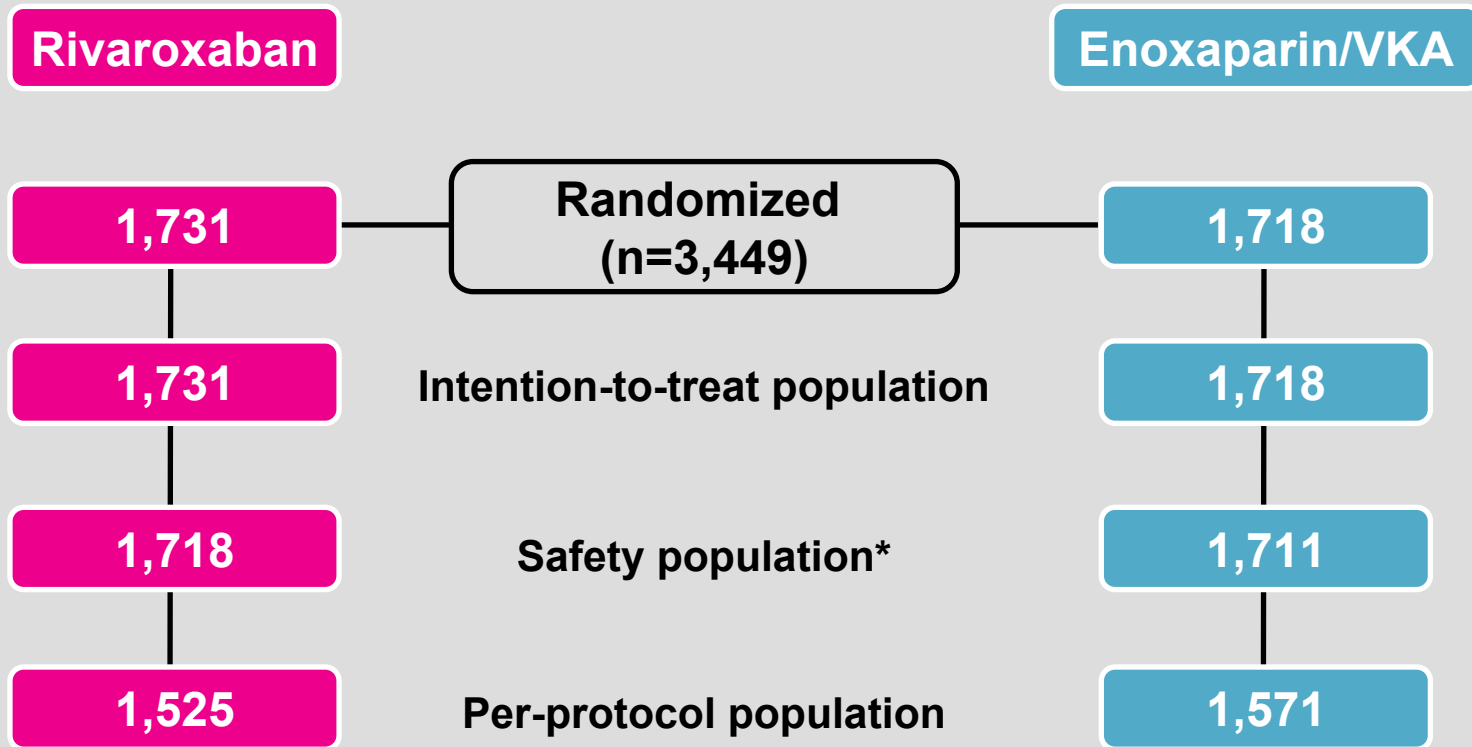 Rivaroxaban
Enoxaparin/VKA
1,731
Randomized
(n=3,449)
1,718
1,731
Intention-to-treat population
1,718
1,718
Safety population*
1,711
1,525
Per-protocol population
1,571